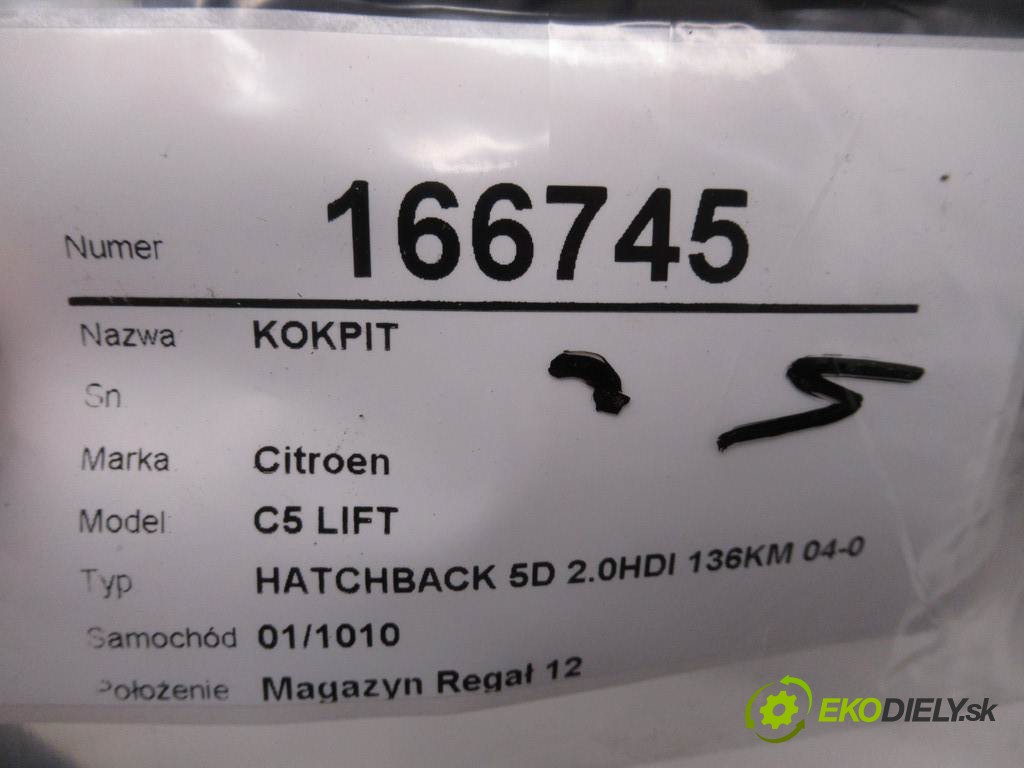 Numer 166745
Nazwa KOKPIT
Sn
Marka Citroen
Model C5 LIFT
Typ HATCHBACK 5D 2.0HDI 136KM 04-0
Samochód 01/1010
Położenie Magazyn Regał 12
EKODIELY.sk